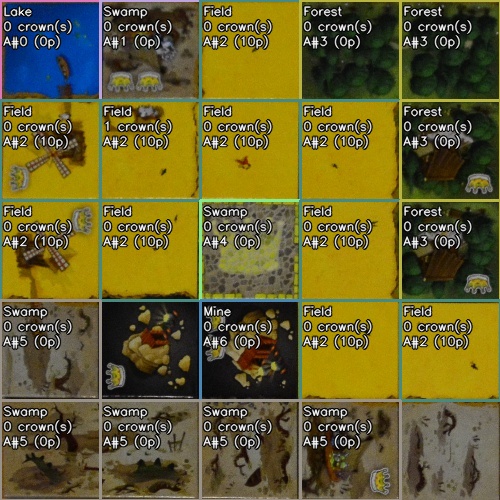 Lake
0 crown(s)
A#0 (0p)
Swamp
0 crown(s)
A#1 (0p)
Field
0 crown(s)
A#2 (10p)
Forest
0 crown(s)
A#3 (0p)
Forest
0 crown(s)
A#3 (0p)
Field
0 crown(s)
A#2 (10p)
Field
1 crown(s)
A#2 (10p)
Field
0 crown(s)
A#2 (10p)
Field
0 crown(s)
A#2 (10p)
Forest
0 crown(s)
A#3 (0p)
Field
0 crown(s)
A#2 (10p)
Field
0 crown(s)
A#2 (10p)
Swamp
0 crown(s)
A#4 (0p)
Field
0 crown(s)
A#2 (10p)
Forest
0 crown(s)
A#3 (0p)
Swamp
0 crown(s)
A#5 (0p)
Mine
0 crown(s)
A#6 (0p)
Field
0 crown(s)
A#2 (10p)
Field
0 crown(s)
A#2 (10p)
Swamp
0 crown(s)
A#5 (0p)
Swamp
0 crown(s)
A#5 (0p)
Swamp
0 crown(s)
A#5 (0p)
Swamp
0 crown(s)
A#5 (0p)